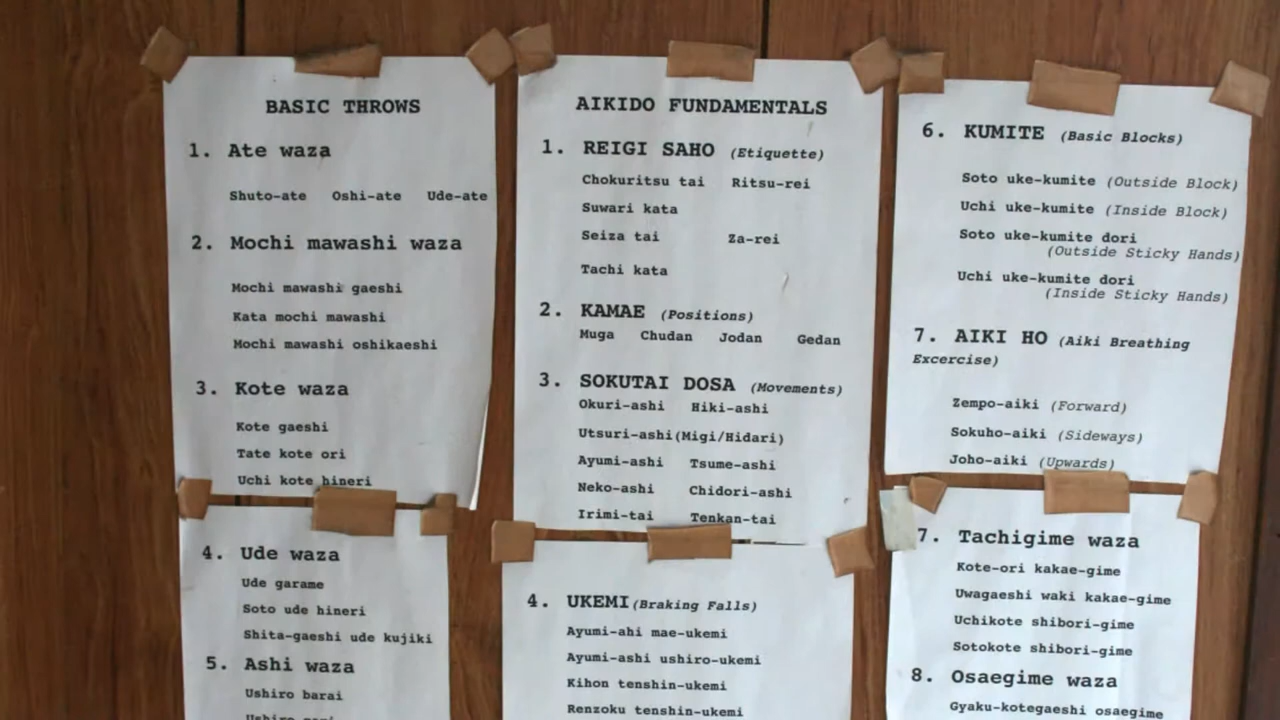 BASIC THROWS
1. Ate waza
Shuto-ate Oshi-ate Ude-ate
2. Mochi mawashi waza
Mochi mawashi gaeshi
Kata mochi mawashi
Mochi mawashi oshikaeshi
3. Kote waza
Kote gaeshi
Tate kote ori
Uchi kote hineri
4. Ude waza
Ude garame
Soto ude hineri
Shita-gaeshi ude kujiki
5. Ashi waza
Ushiro barai
Ushiro
AIKIDO FUNDAMENTALS
1. REIGI SAHO (Etiquette)
Chokuritsu tai Ritsu-rei
Suwari kata
Seiza tai Za-rei
Tachi kata
2. KAMAE (Positions)
Muga Chudan Jodan Gedan
3. SOKUTAI DOSA (Movements)
Okuri-ashi Hiki-ashi
Utsuri-ashi(Migi/Hidari)
Ayumi-ashi Tsume-ashi
Neko-ashi Chidori-ashi
Irimi-tai Tenkan-tai
4. UKEMI(Braking Falls)
Ayumi-ahi mae-ukemi
Ayumi-ashi ushiro-ukemi
Kihon tenshin-ukemi
Renzoku tenshin-ukemi
6. KUMITE (Basic Blocks)
Soto uke-kumite (Outside Block)
Uchi uke-kumite (Inside Block)
Soto uke-kumite dori
(Outside Sticky Hands)
Uchi uke-kumite dori
(Inside Sticky Hands)
7. AIKI HO (Aiki Breathing
Excercise)
Zempo-aiki (Forward)
Sokuho-aiki (Sideways)
Joho-aiki (Upwards)
7. Tachigime waza
Kote-ori kakae-gime
Uwagaeshi waki kakae-gime
Uchikote shibori-gime
Sotokote shibori-gime
8. Osaegime waza
Gyaku-kotegaeshi osaegime